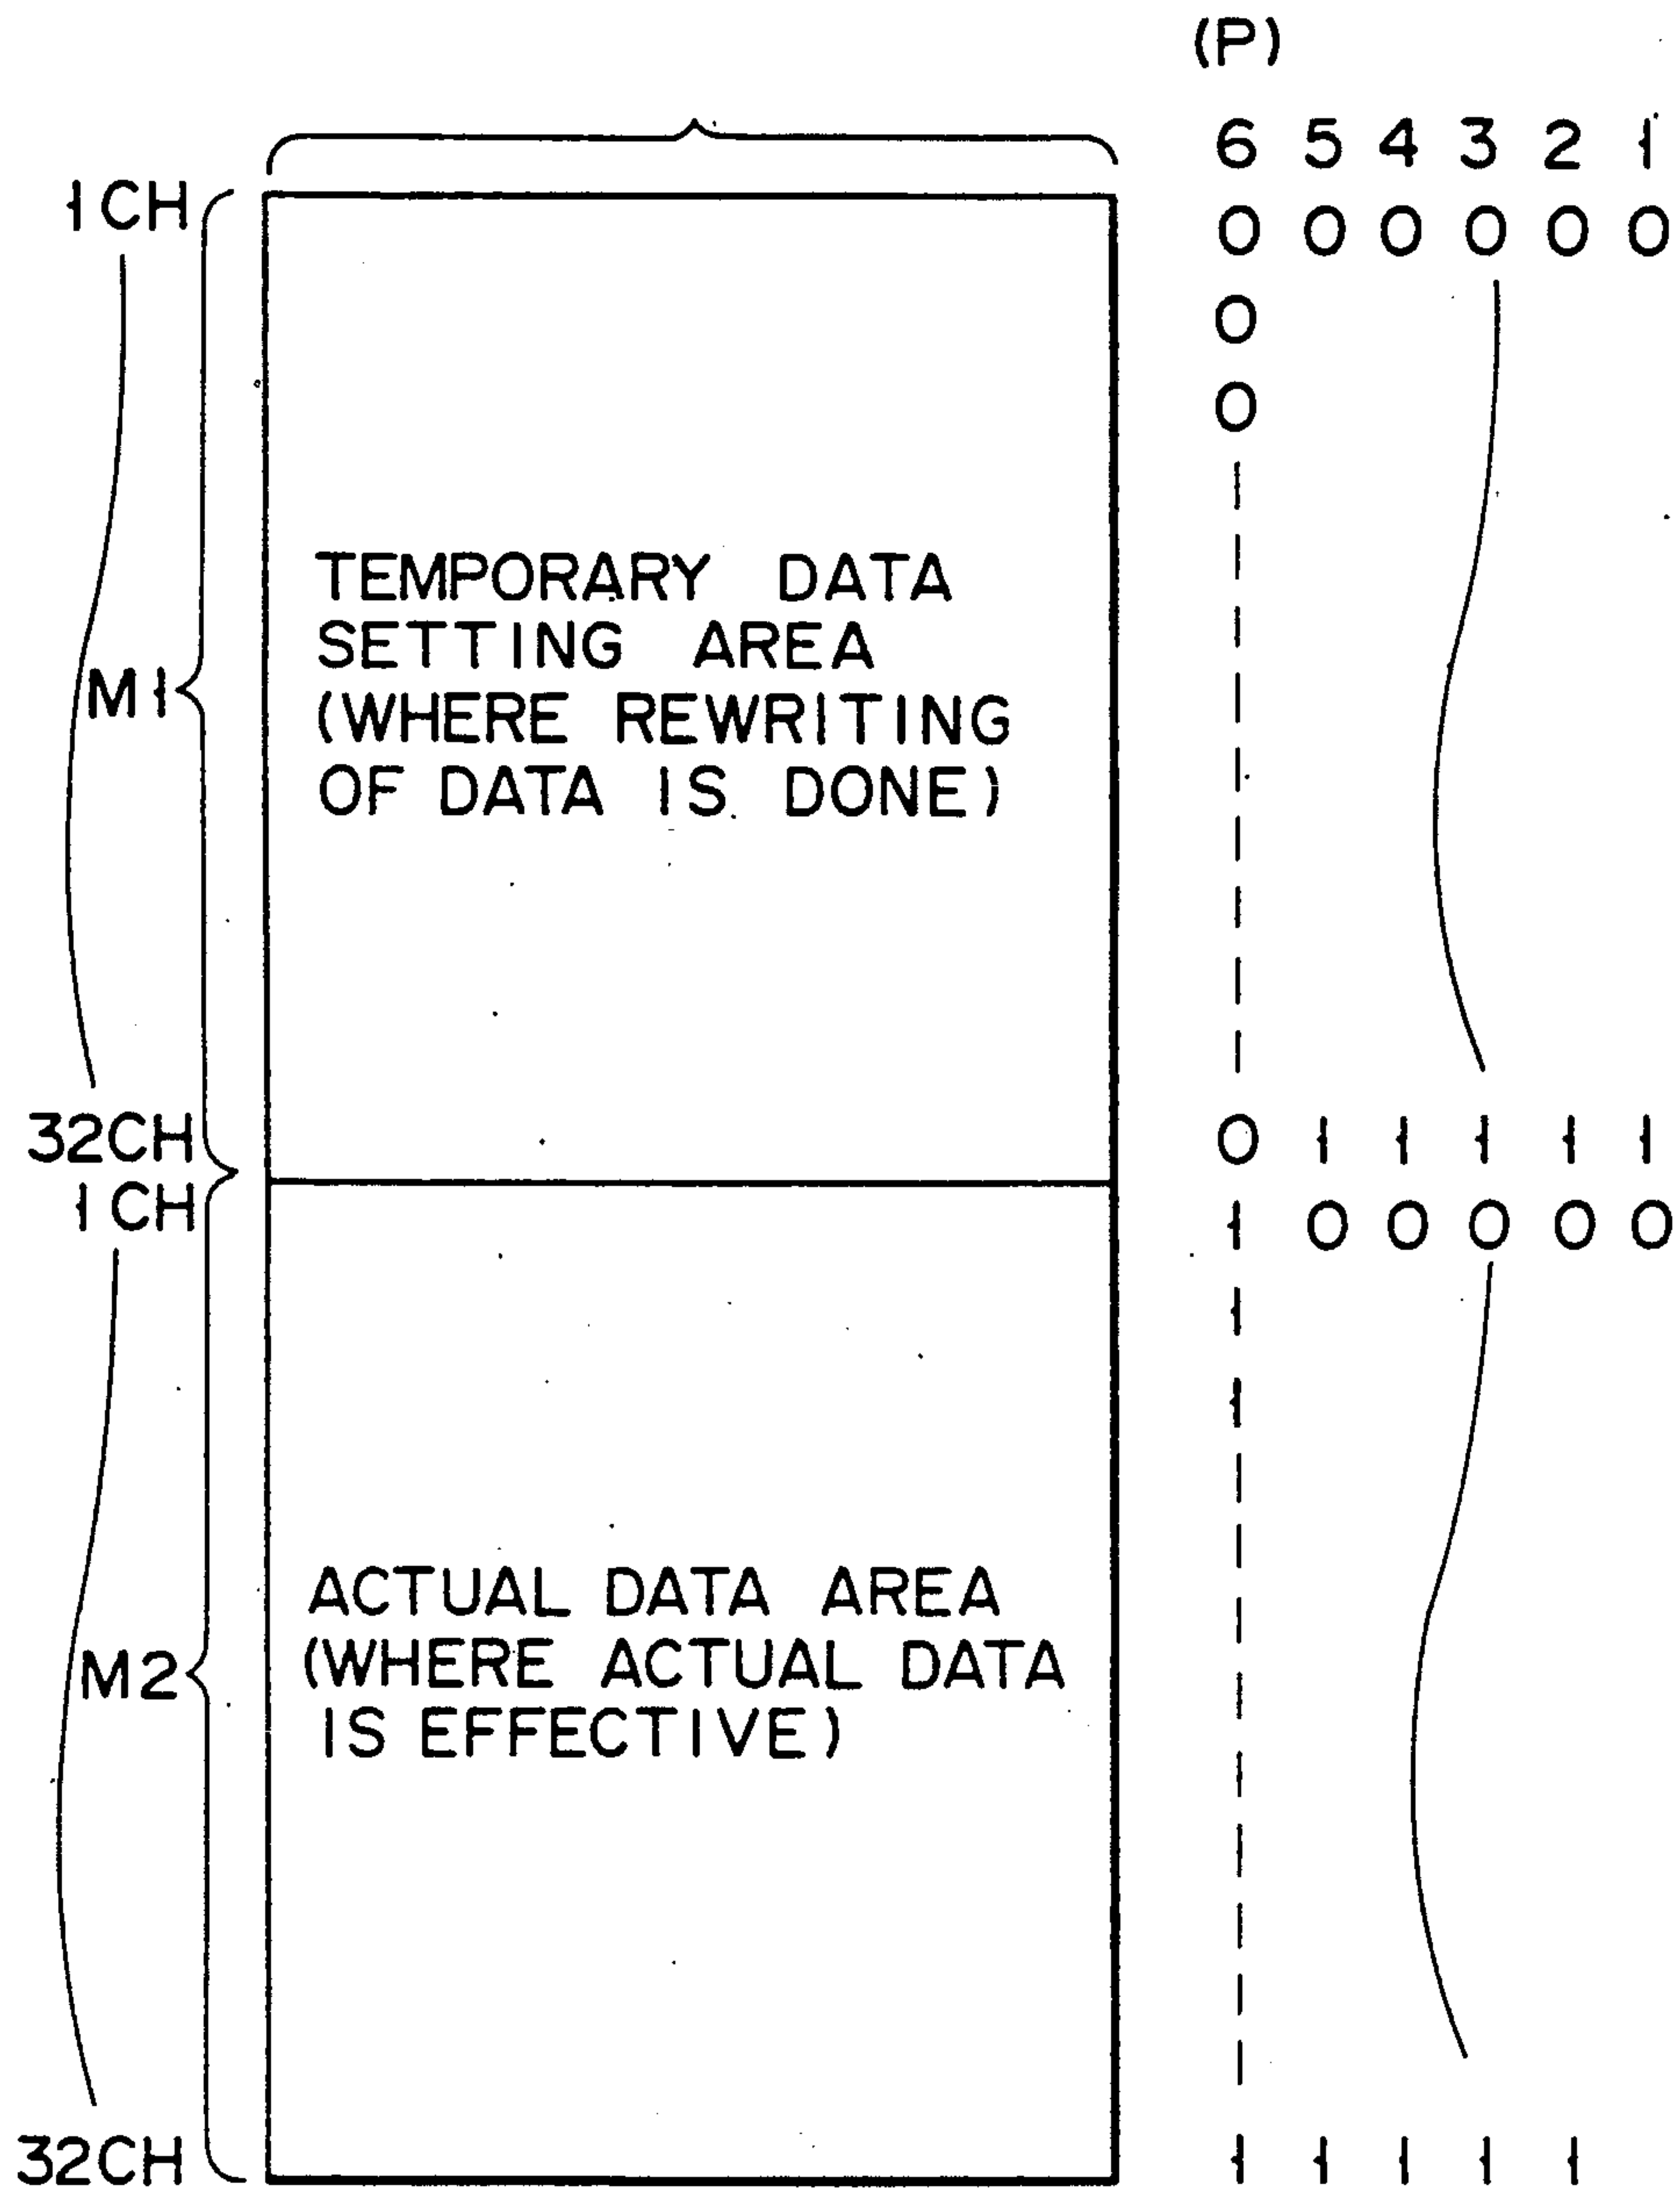 (P)
6 5 4 3 2 1
1CH 0 0 0 0 0 0
0
0
TEMPORARY DATA
SETTING AREA
M1 (WHERE REWRITING
OF DATA IS DONE)
32CH 0 1 1 1 1 1
1CH 1 0 0 0 0 0
1
1
ACTUAL DATA AREA
M2 (WHERE ACTUAL DATA
IS EFFECTIVE)
32CH 1 1 1 1 1